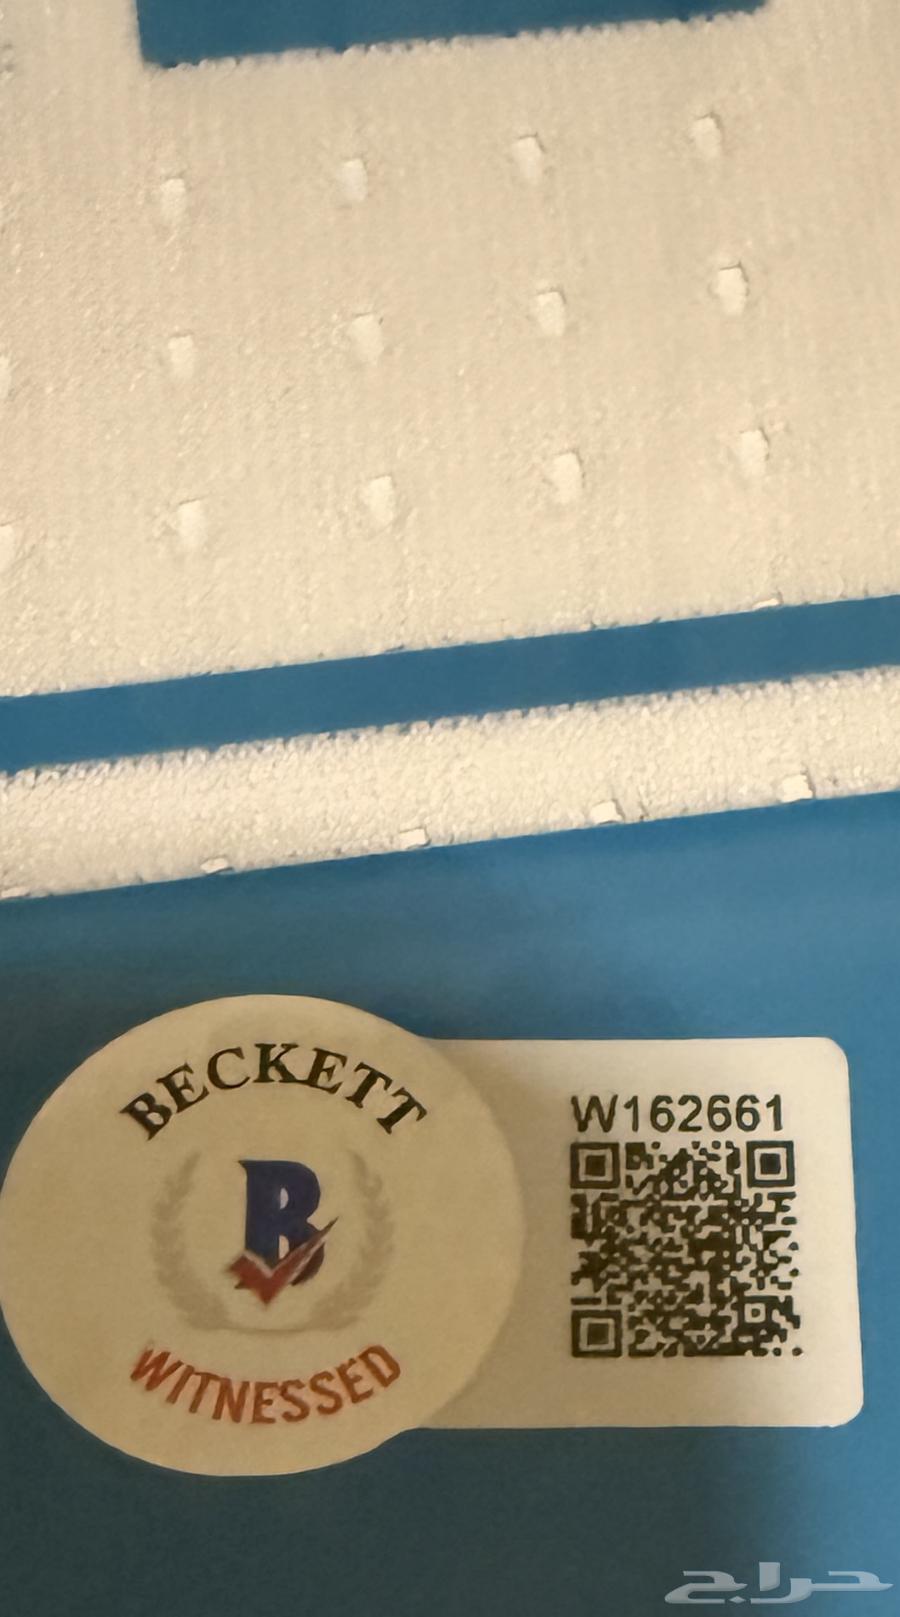 BECKETT
B
WITNESSED
W162661
حراج